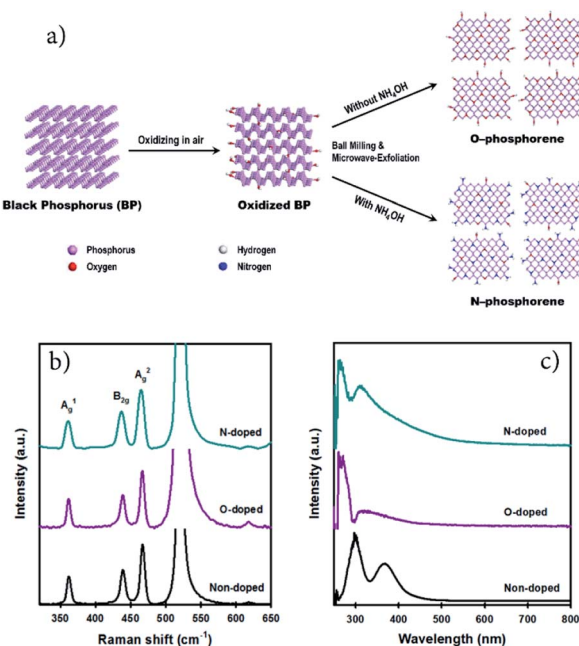 a)
Black Phosphorus (BP)
Oxidizing in air
Oxidized BP
Without NH₄OH
Ball Milling &
Microwave-Exfoliation
With NH₄OH
O–phosphorene
N–phosphorene
Phosphorus
Hydrogen
Oxygen
Nitrogen
b)
Intensity (a.u.)
A_g¹
B₂g
A_g²
N-doped
O-doped
Non-doped
350 400 450 500 550 600 650
Raman shift (cm⁻¹)
c)
Intensity (a.u.)
N-doped
O-doped
Non-doped
300 400 500 600 700 800
Wavelength (nm)